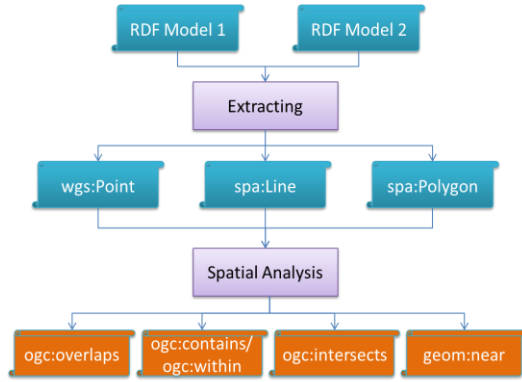 RDF Model 1
RDF Model 2
Extracting
wgs:Point
spa:Line
spa:Polygon
Spatial Analysis
ogc:overlaps
ogc:contains/
ogc:within
ogc:intersects
geom:near